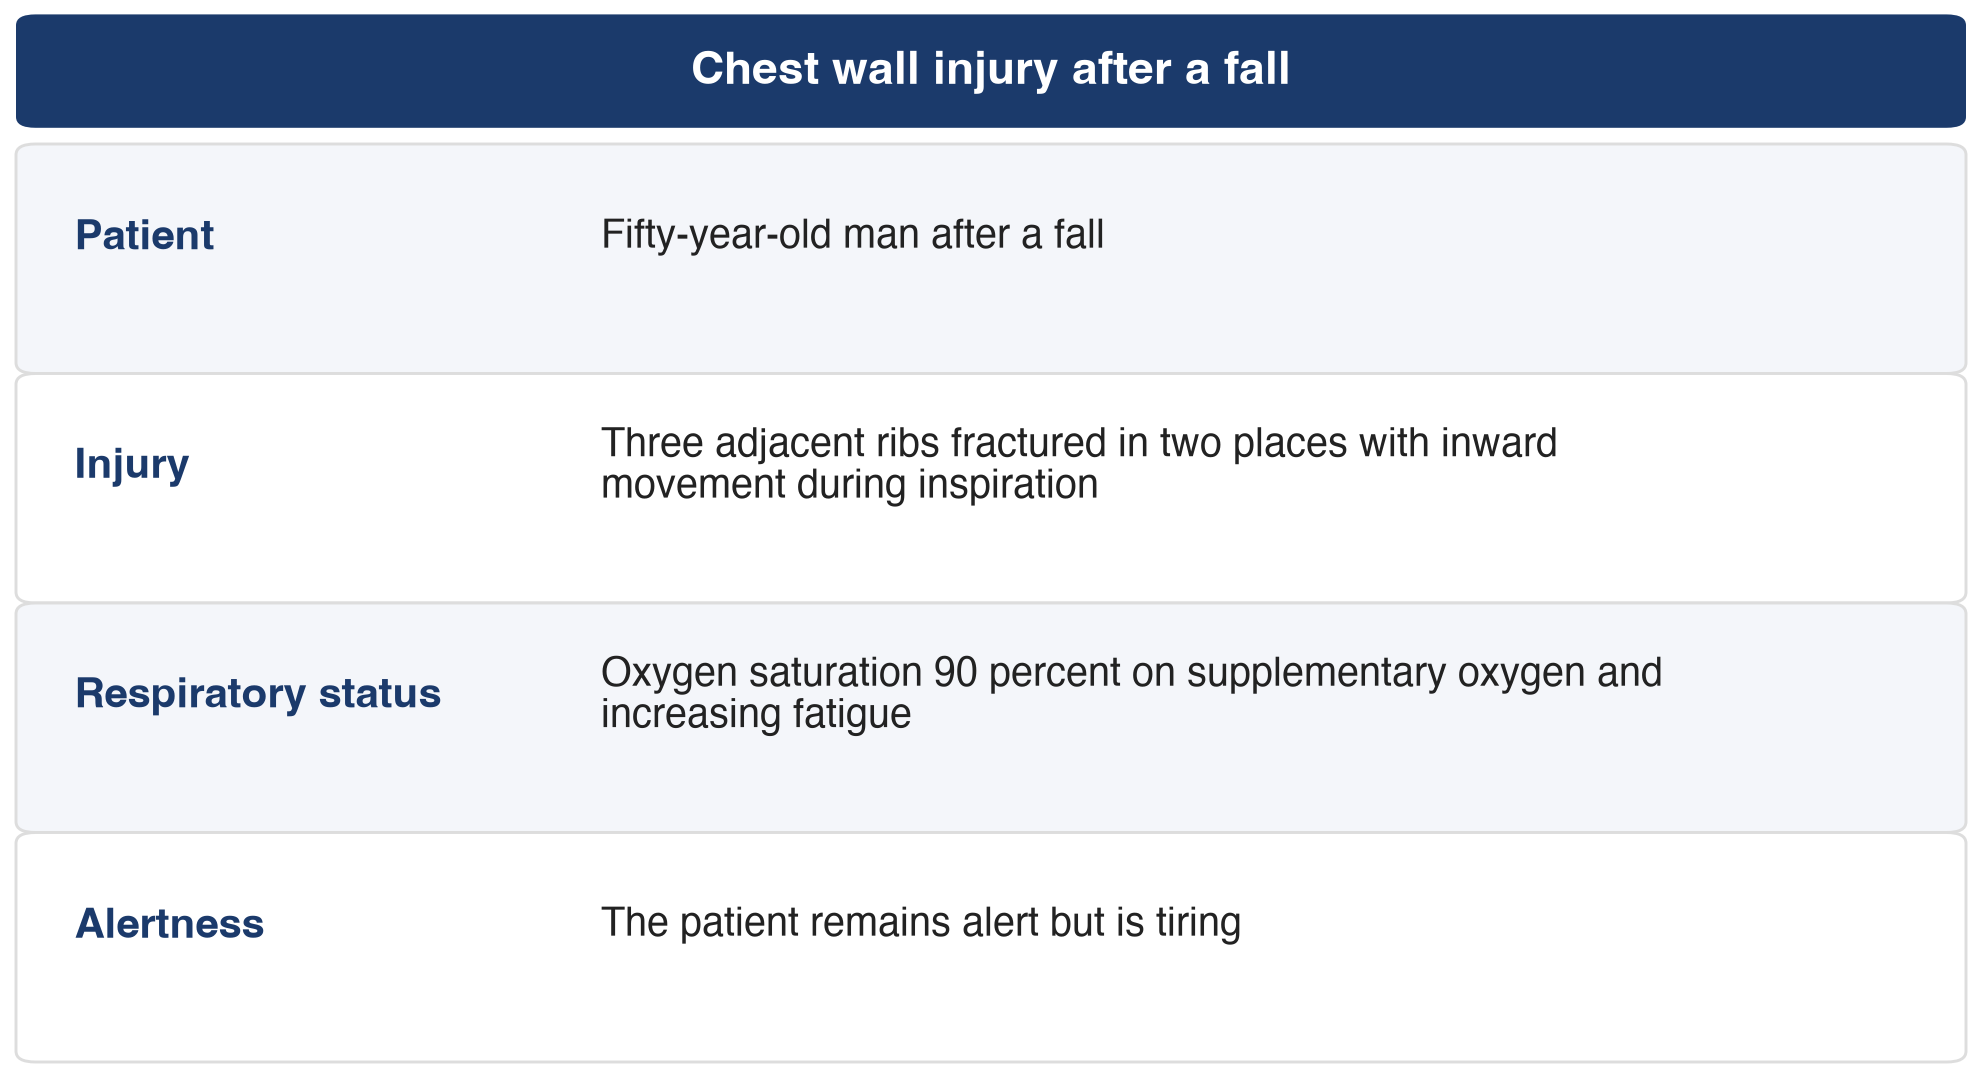 Chest wall injury after a fall
Patient
Fifty-year-old man after a fall
Injury
Three adjacent ribs fractured in two places with inward
movement during inspiration
Respiratory status
Oxygen saturation 90 percent on supplementary oxygen and
increasing fatigue
Alertness
The patient remains alert but is tiring